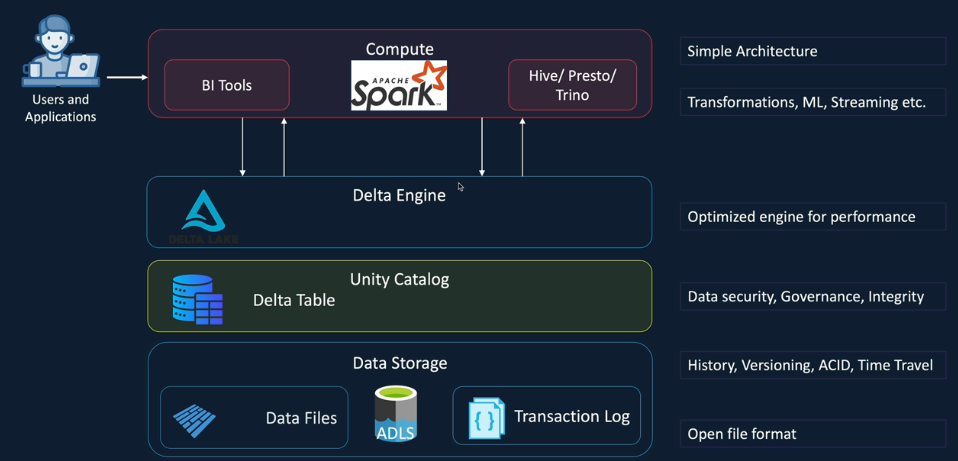 Compute
Simple Architecture
BI Tools
APACHE
Spark
Hive/ Presto/
Trino
Users and
Applications
Transformations, ML, Streaming etc.
Delta Engine
DELTA LAKE
Optimized engine for performance
Unity Catalog
Delta Table
Data security, Governance, Integrity
Data Storage
History, Versioning, ACID, Time Travel
Data Files
ADLS
{ }
Transaction Log
Open file format